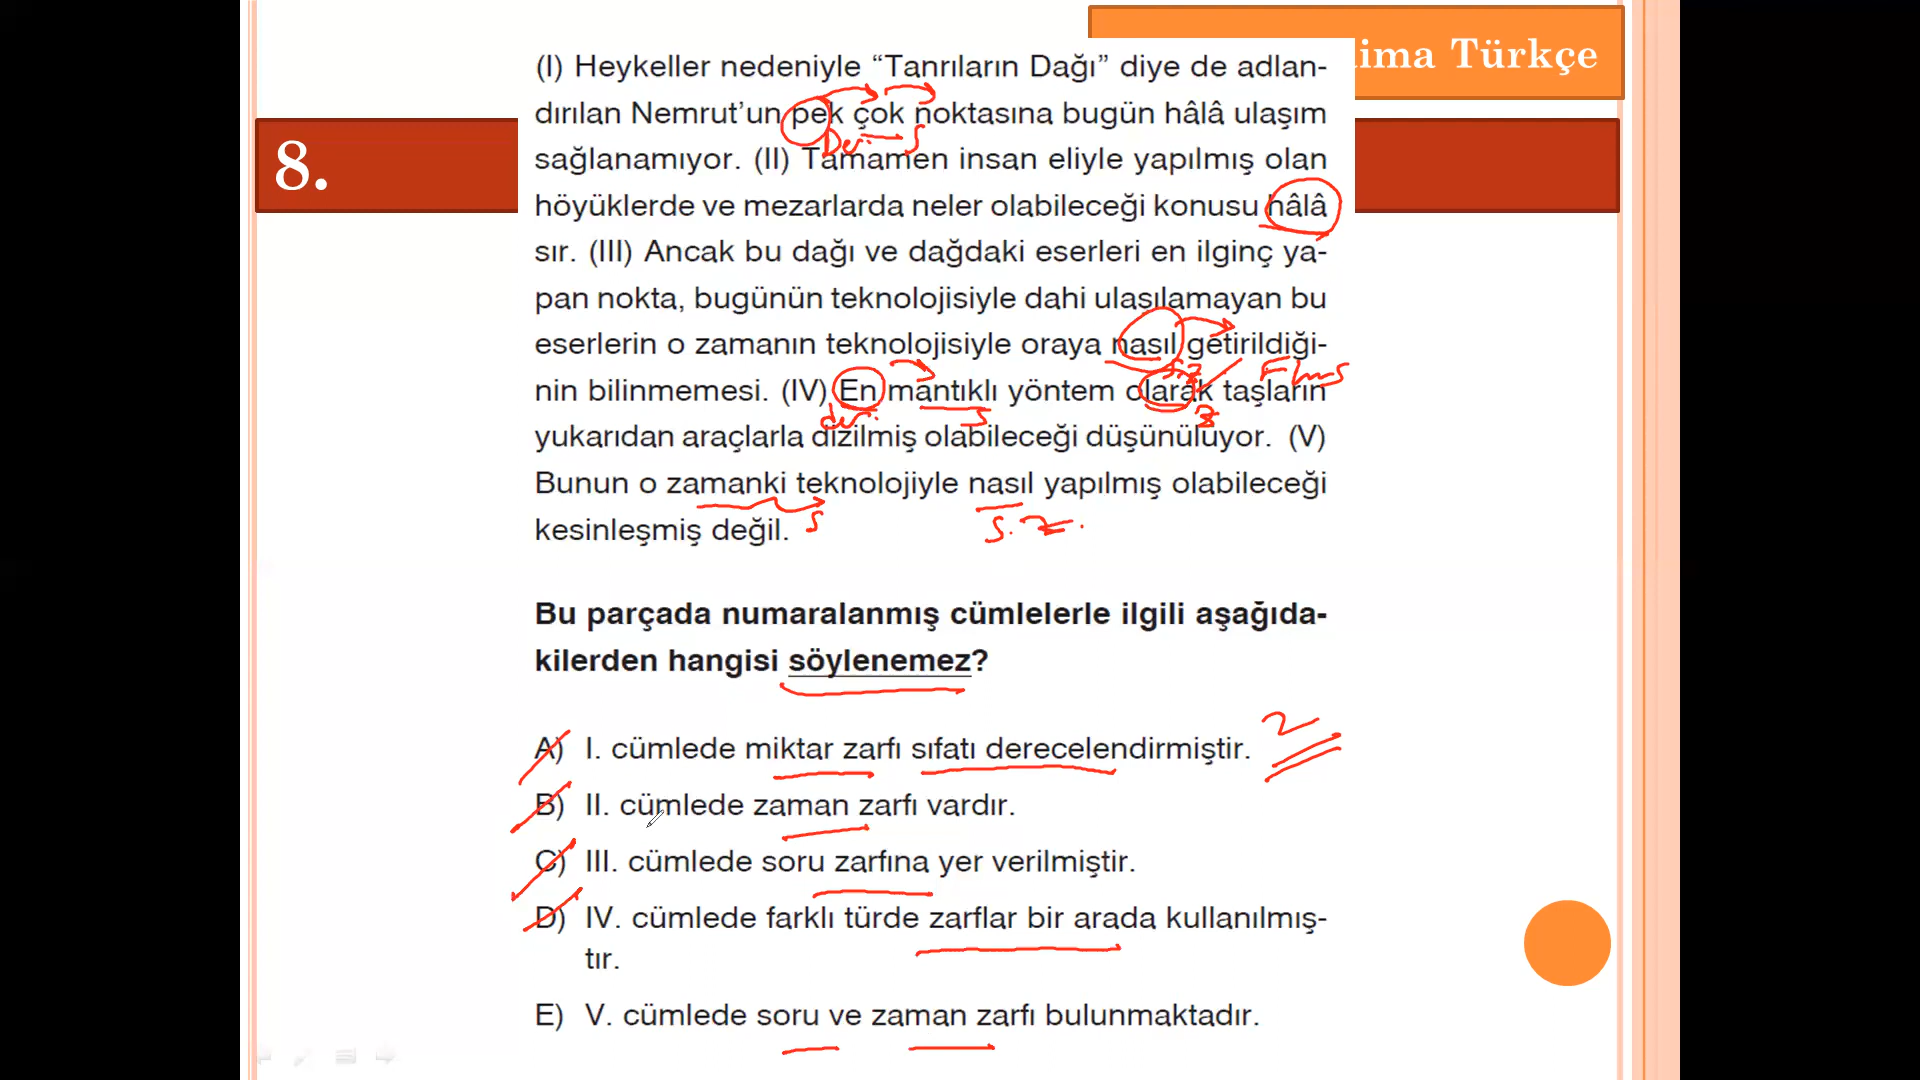 ima Türkçe
8.
(I) Heykeller nedeniyle “Tanrıların Dağı” diye de adlan-
dırılan Nemrut’un pek çok noktasına bugün hâlâ ulaşım
sağlanamıyor. (II) Tamamen insan eliyle yapılmış olan
höyüklerde ve mezarlarda neler olabileceği konusu hâlâ
sır. (III) Ancak bu dağı ve dağdaki eserleri en ilginç ya-
pan nokta, bugünün teknolojisiyle dahi ulaşılamayan bu
eserlerin o zamanın teknolojisiyle oraya nasıl getirildiği-
nin bilinmemesi. (IV) En mantıklı yöntem olarak taşların
yukarıdan araçlarla dizilmiş olabileceği düşünülüyor. (V)
Bunun o zamanki teknolojiyle nasıl yapılmış olabileceği
kesinleşmiş değil.
S
S.Z.
Bu parçada numaralanmış cümlelerle ilgili aşağıda-
kilerden hangisi söylenemez?
A) I. cümlede miktar zarfı sıfatı derecelendirmiştir.
B) II. cümlede zaman zarfı vardır.
C) III. cümlede soru zarfına yer verilmiştir.
D) IV. cümlede farklı türde zarflar bir arada kullanılmış-
tır.
E) V. cümlede soru ve zaman zarfı bulunmaktadır.